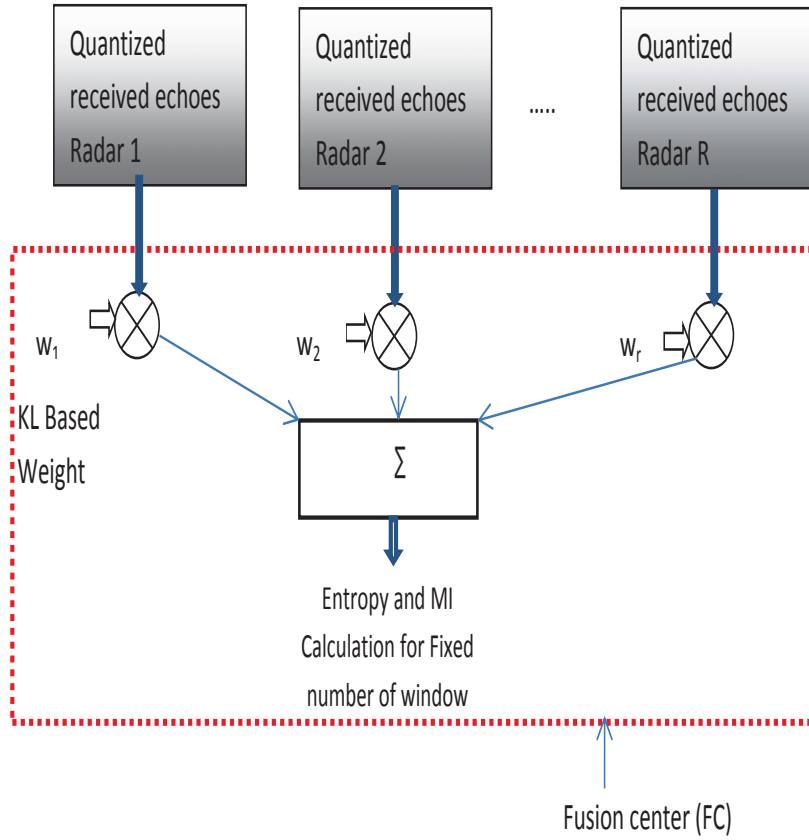 Quantized
received echoes
Radar 1
Quantized
received echoes
Radar 2
.....
Quantized
received echoes
Radar R
w₁
w₂
wᵣ
KL Based
Weight
Σ
Entropy and MI
Calculation for Fixed
number of window
Fusion center (FC)